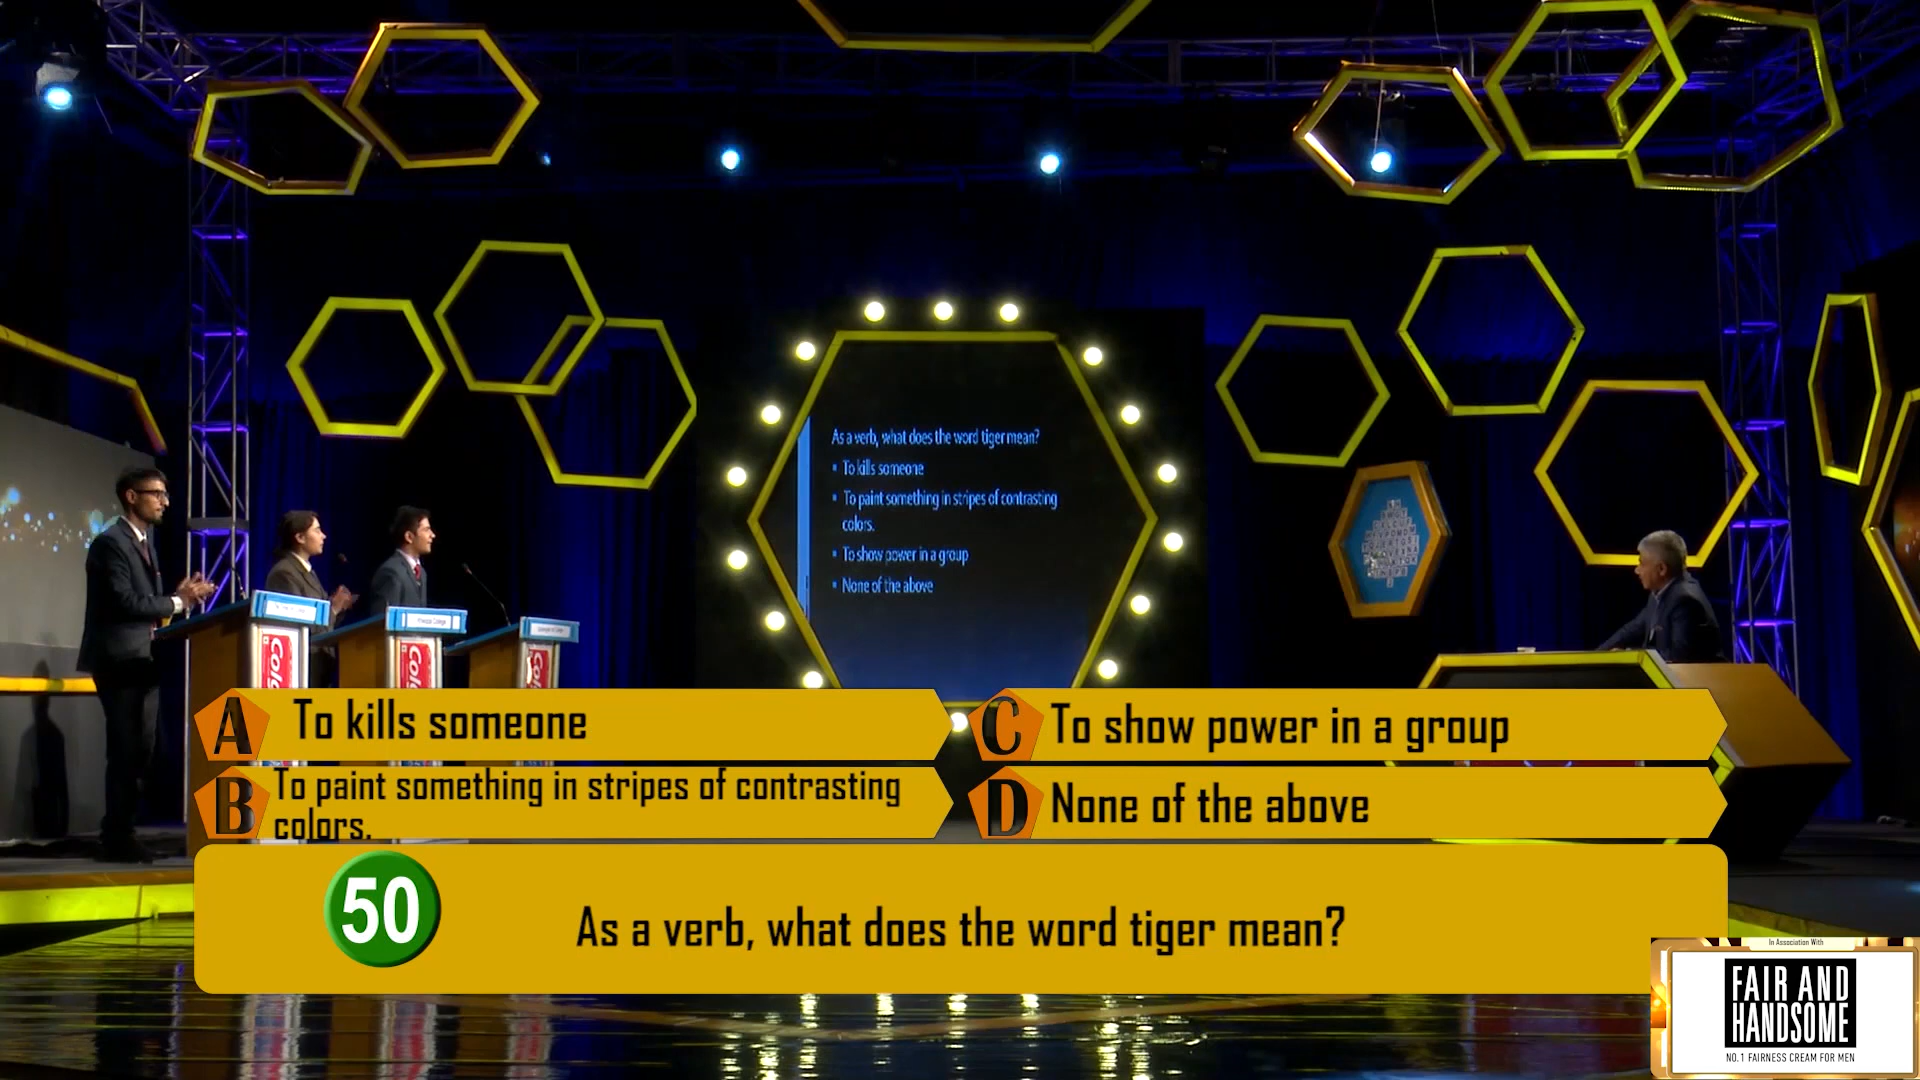 As a verb, what does the word tiger mean?
To kills someone
To paint something in stripes of contrasting
colors.
To show power in a group
None of the above
A To kills someone
C To show power in a group
B To paint something in stripes of contrasting
colors.
D None of the above
50
As a verb, what does the word tiger mean?
In Association With
FAIR AND
HANDSOME
NO. 1 FAIRNESS CREAM FOR MEN